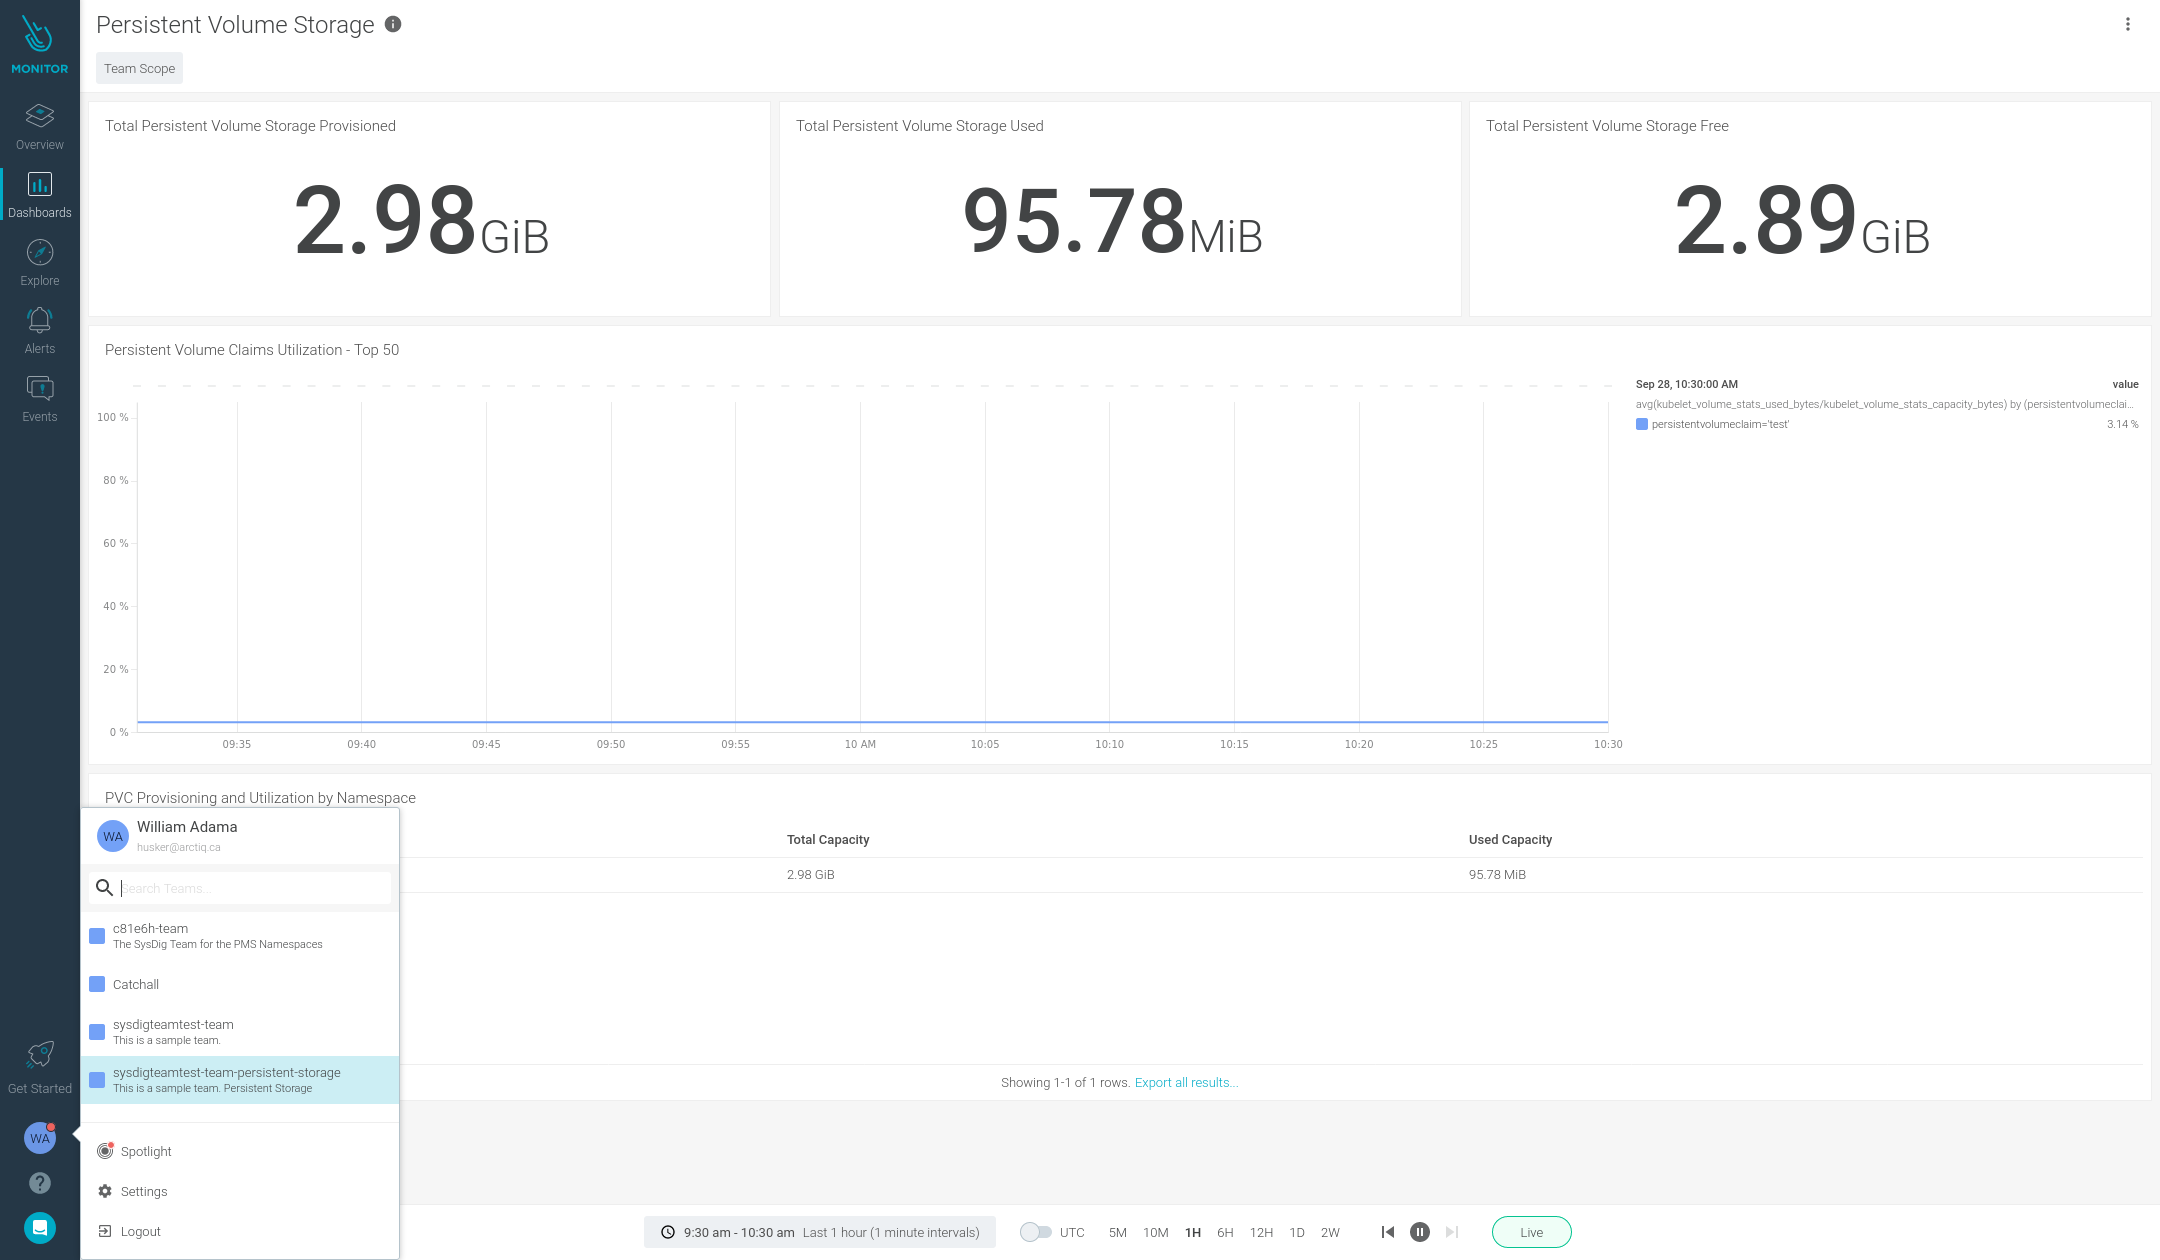 MONITOR
Overview
Dashboards
Explore
Alerts
Events
Get Started
WA
Persistent Volume Storage
Team Scope
Total Persistent Volume Storage Provisioned
2.98GiB
Total Persistent Volume Storage Used
95.78MiB
Total Persistent Volume Storage Free
2.89GiB
Persistent Volume Claims Utilization - Top 50
100 %
80 %
60 %
40 %
20 %
0 %
09:35 09:40 09:45 09:50 09:55 10 AM 10:05 10:10 10:15 10:20 10:25 10:30
Sep 28, 10:30:00 AM value
avg(kubelet_volume_stats_used_bytes/kubelet_volume_stats_capacity_bytes) by (persistentvolumeclai...
persistentvolumeclaim='test' 3.14 %
PVC Provisioning and Utilization by Namespace
Total Capacity Used Capacity
2.98 GiB 95.78 MiB
Showing 1-1 of 1 rows. Export all results...
WA
William Adama
husker@arctiq.ca
Search Teams...
c81e6h-team
The SysDig Team for the PMS Namespaces
Catchall
sysdigteamtest-team
This is a sample team.
sysdigteamtest-team-persistent-storage
This is a sample team. Persistent Storage
Spotlight
Settings
Logout
9:30 am - 10:30 am Last 1 hour (1 minute intervals) UTC 5M 10M 1H 6H 12H 1D 2W Live